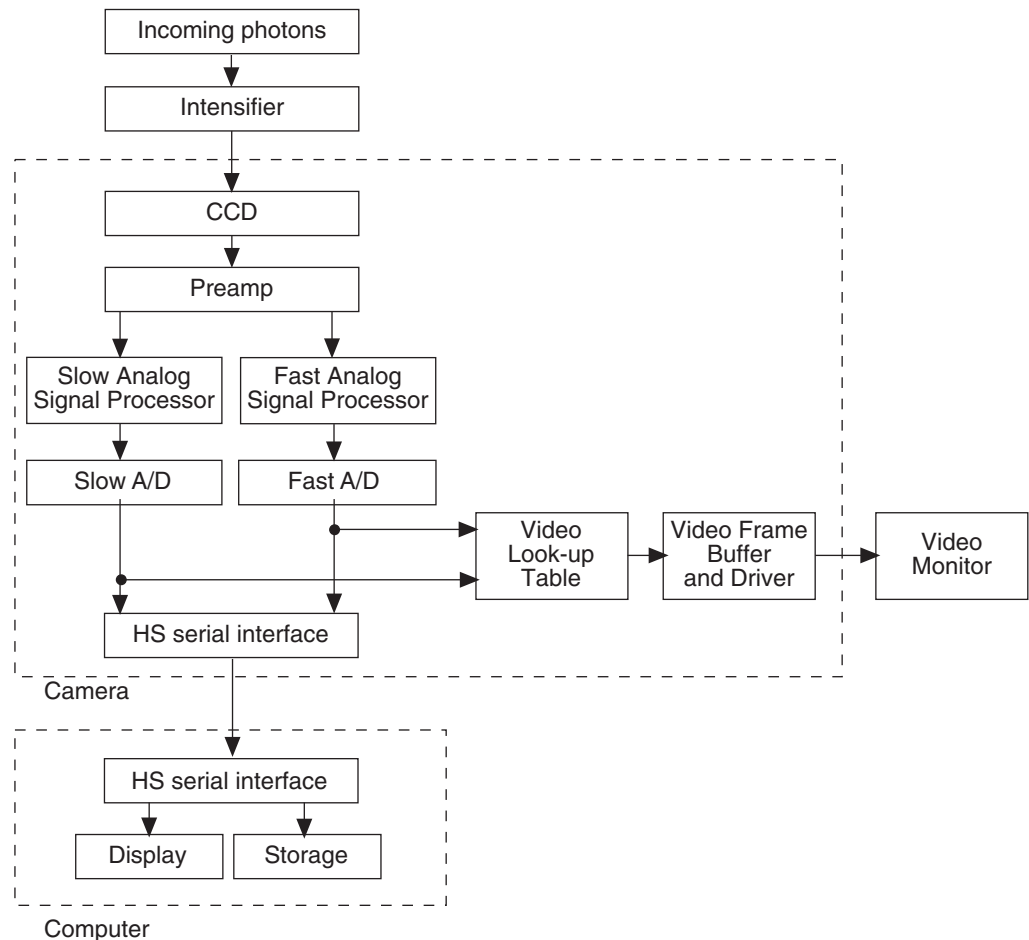 Incoming photons
Intensifier
CCD
Preamp
Slow Analog
Signal Processor
Fast Analog
Signal Processor
Slow A/D
Fast A/D
Video
Look-up
Table
Video Frame
Buffer
and Driver
Video
Monitor
HS serial interface
Camera
HS serial interface
Display
Storage
Computer